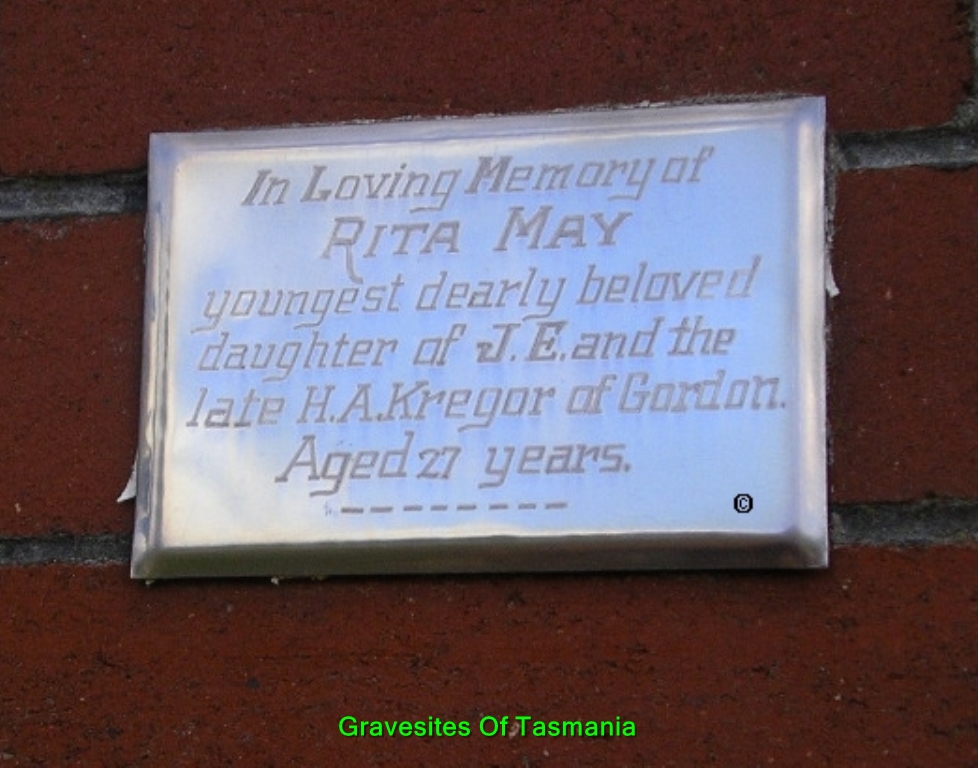 In Loving Memory of
RITA MAY
youngest dearly beloved
daughter of J.E. and the
late H.A.Kregor of Gordon.
Aged 27 years.
---------
©
Gravesites Of Tasmania